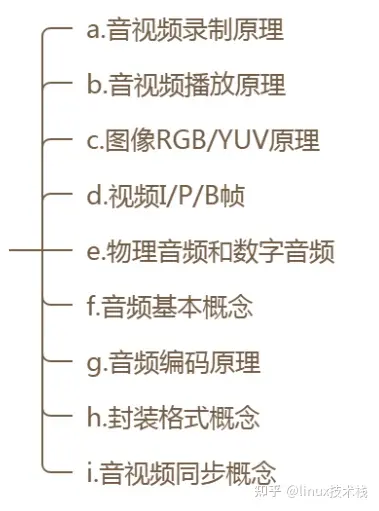 a.音视频录制原理
b.音视频播放原理
c.图像RGB/YUV原理
d.视频I/P/B帧
e.物理音频和数字音频
f.音频基本概念
g.音频编码原理
h.封装格式概念
i.音视频同步概念
知乎 @linux技术栈